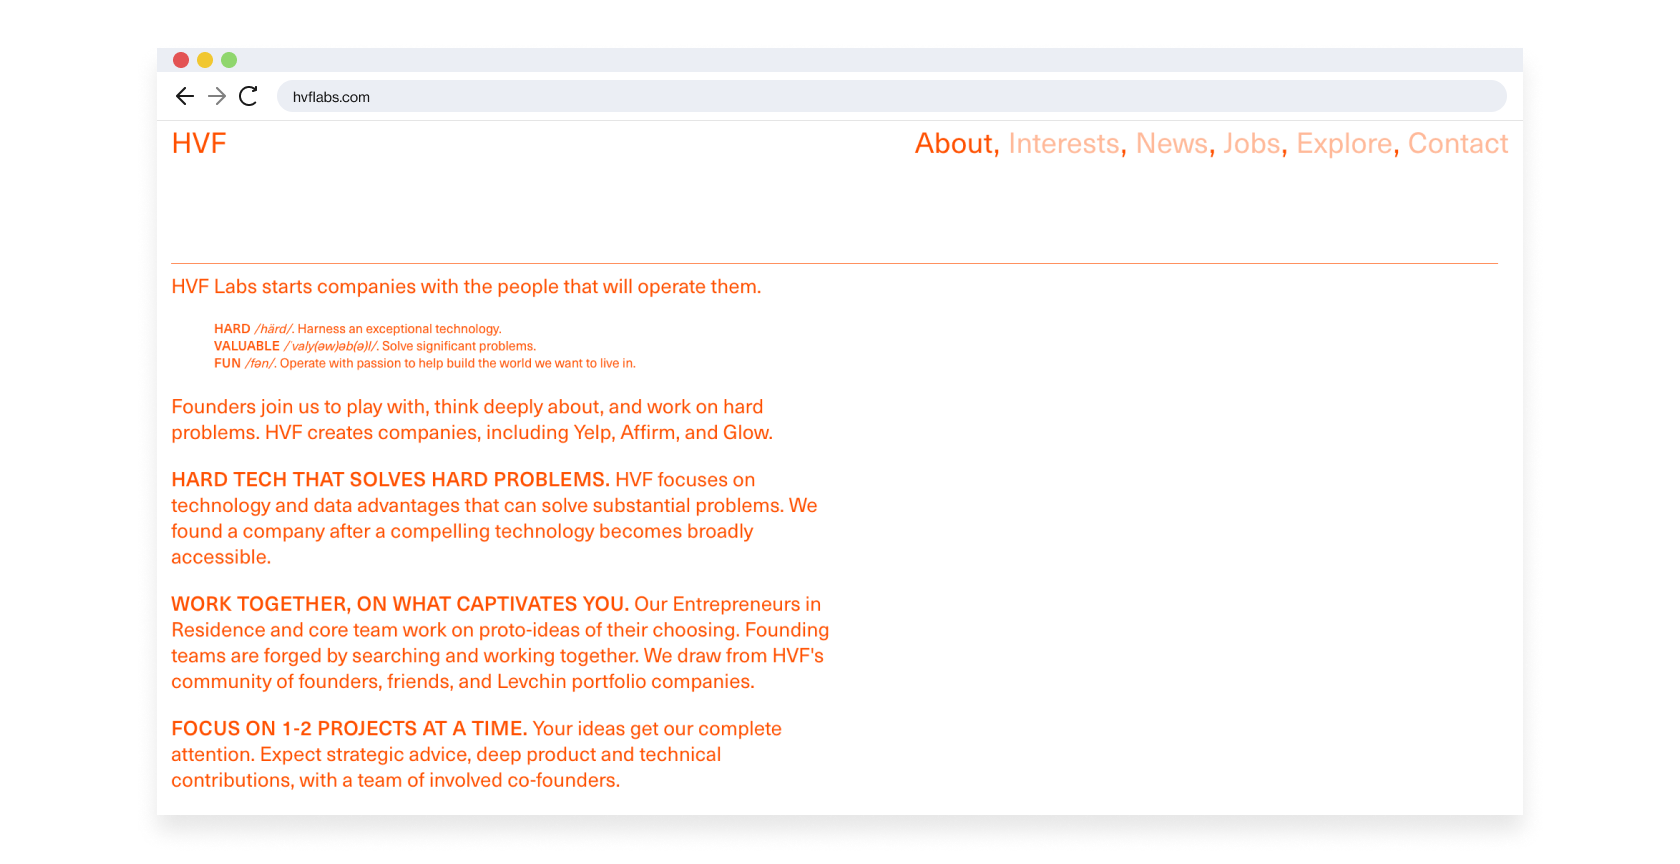 hvflabs.com
HVF
About, Interests, News, Jobs, Explore, Contact
HVF Labs starts companies with the people that will operate them.
HARD /härd/. Harness an exceptional technology.
VALUABLE /ˈvaly(əw)əb(ə)l/. Solve significant problems.
FUN /fən/. Operate with passion to help build the world we want to live in.
Founders join us to play with, think deeply about, and work on hard
problems. HVF creates companies, including Yelp, Affirm, and Glow.
HARD TECH THAT SOLVES HARD PROBLEMS. HVF focuses on
technology and data advantages that can solve substantial problems. We
found a company after a compelling technology becomes broadly
accessible.
WORK TOGETHER, ON WHAT CAPTIVATES YOU. Our Entrepreneurs in
Residence and core team work on proto-ideas of their choosing. Founding
teams are forged by searching and working together. We draw from HVF's
community of founders, friends, and Levchin portfolio companies.
FOCUS ON 1-2 PROJECTS AT A TIME. Your ideas get our complete
attention. Expect strategic advice, deep product and technical
contributions, with a team of involved co-founders.